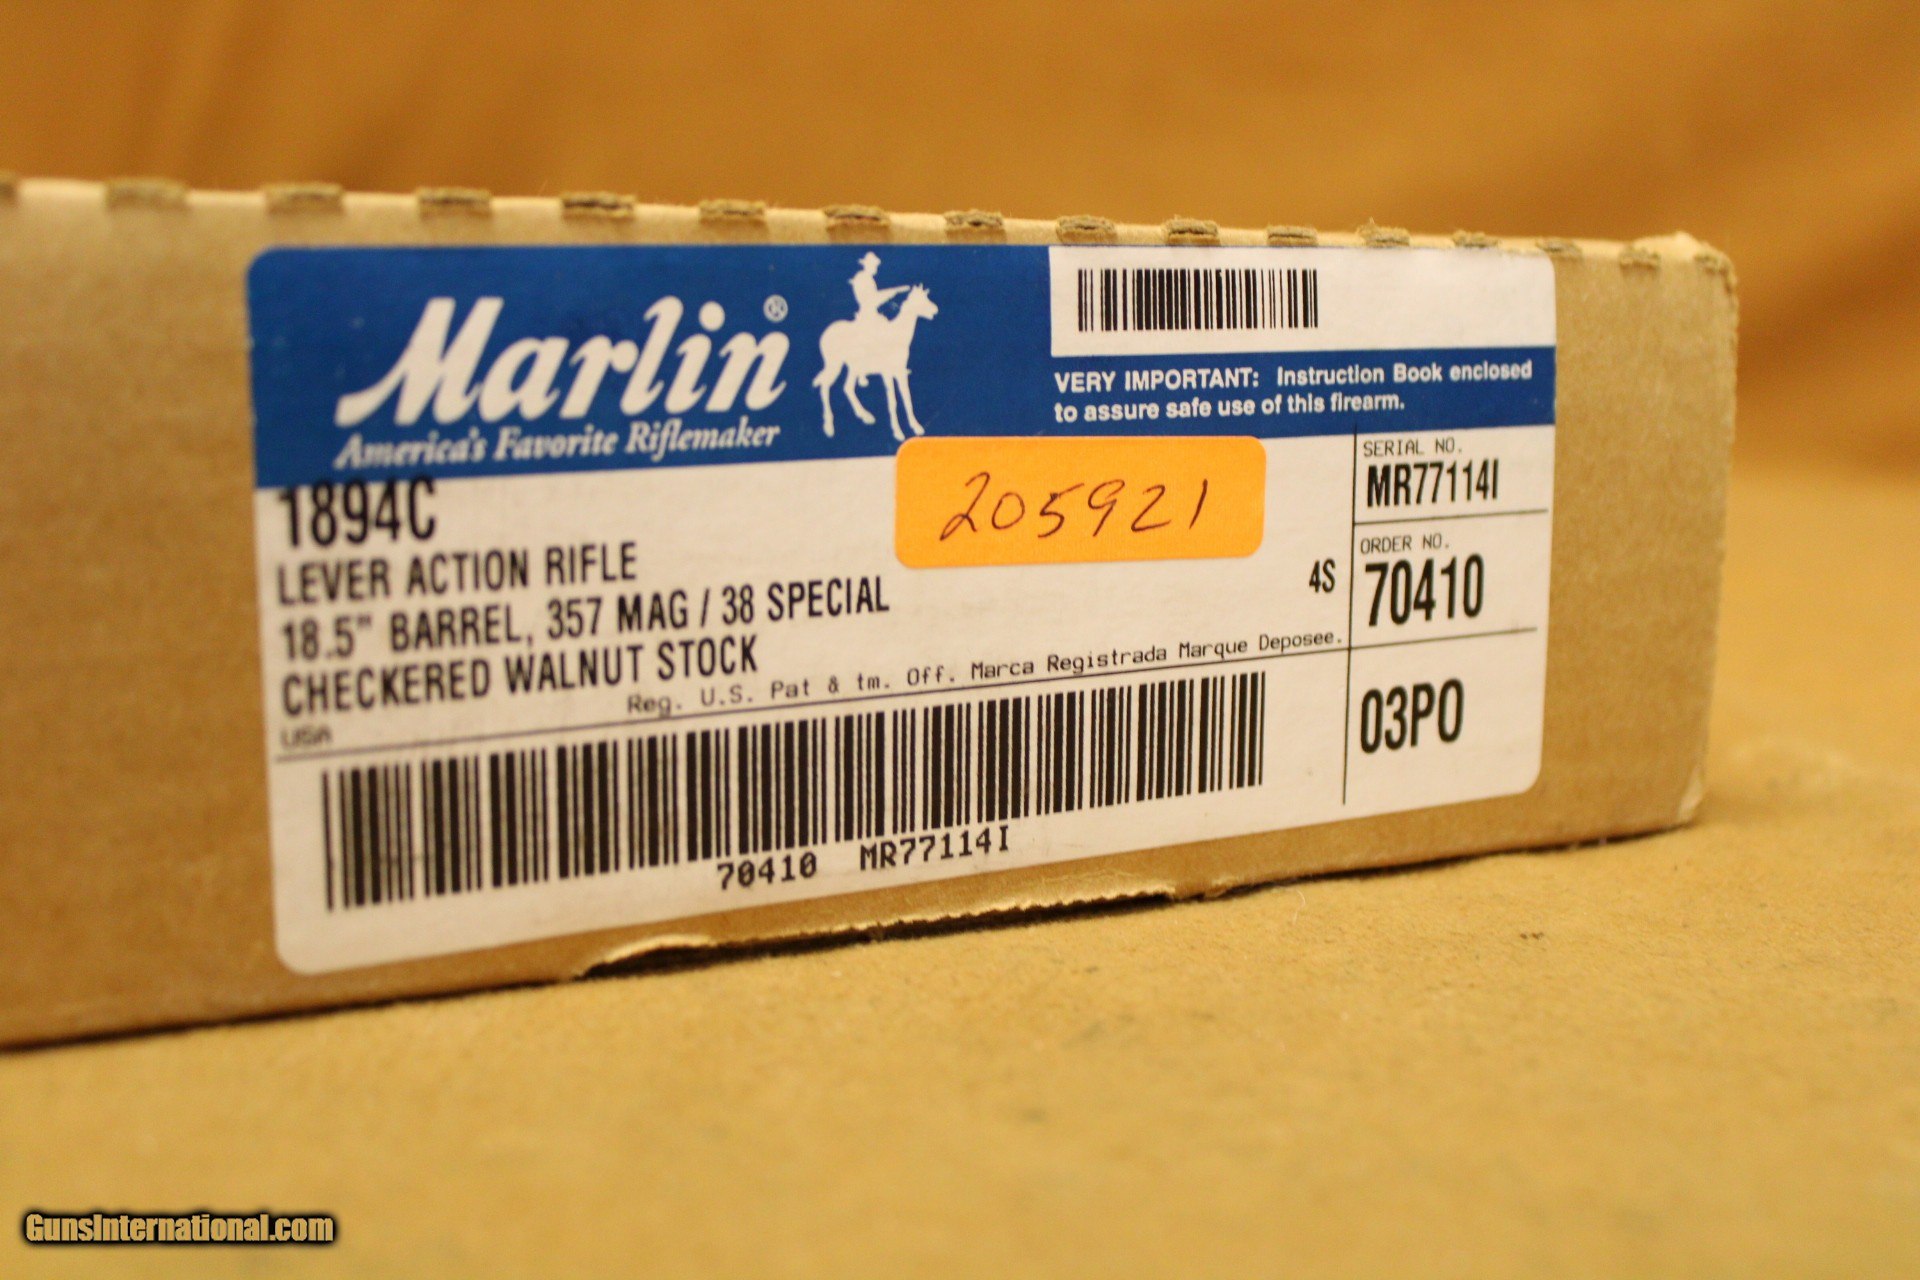 Marlin®
America's Favorite Riflemaker
VERY IMPORTANT: Instruction Book enclosed
to assure safe use of this firearm.
1894C
LEVER ACTION RIFLE
18.5" BARREL, 357 MAG / 38 SPECIAL
CHECKERED WALNUT STOCK
USA
Reg. U.S. Pat & tm. Off. Marca Registrada Marque Deposee.
205921
4S
SERIAL NO.
MR77114I
ORDER NO.
70410
03PO
70410 MR77114I
GunsInternational.com